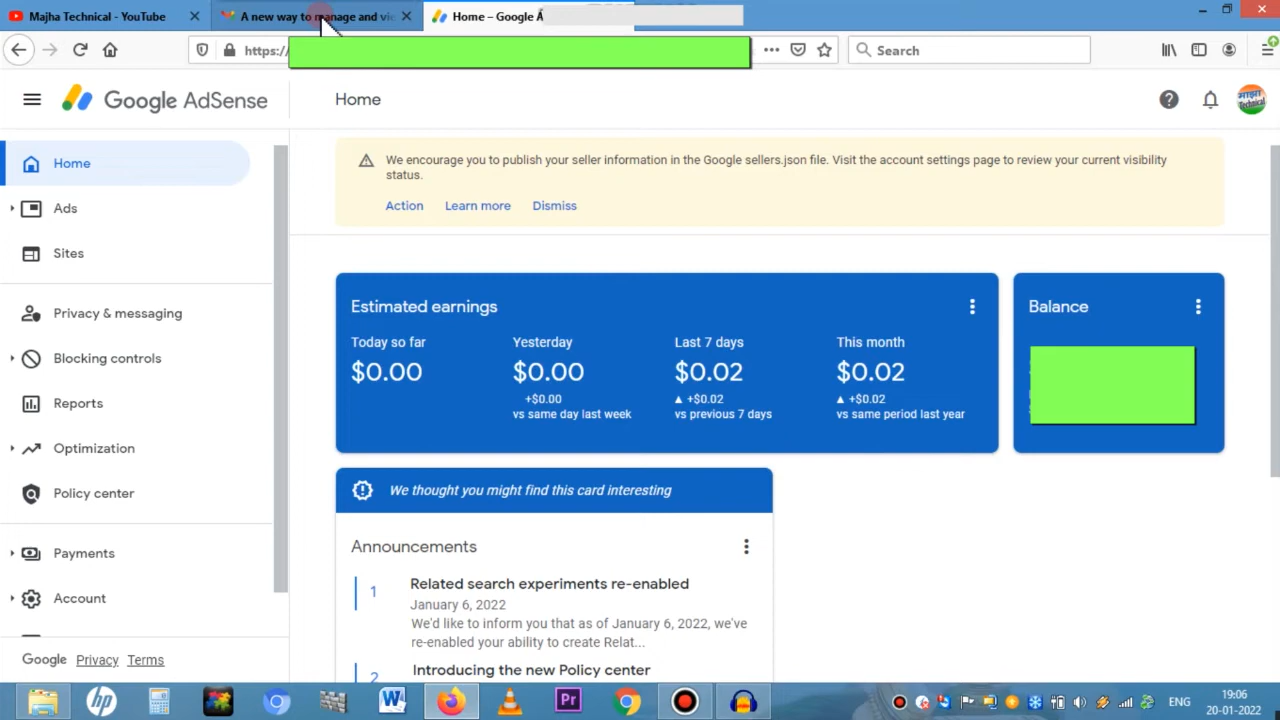 Majha Technical - YouTube
A new way to manage and vie
Home – Google A
https://
Search
Google AdSense
Home
माझा
Technical
Home
Ads
Sites
Privacy & messaging
Blocking controls
Reports
Optimization
Policy center
Payments
Account
Google Privacy Terms
We encourage you to publish your seller information in the Google sellers.json file. Visit the account settings page to review your current visibility
status.
Action Learn more Dismiss
Estimated earnings
Today so far Yesterday Last 7 days This month
$0.00 $0.00 $0.02 $0.02
+$0.00 ▲ +$0.02 ▲ +$0.02
vs same day last week vs previous 7 days vs same period last year
Balance
We thought you might find this card interesting
Announcements
1 Related search experiments re-enabled
January 6, 2022
We'd like to inform you that as of January 6, 2022, we've
re-enabled your ability to create Relat...
2 Introducing the new Policy center
hp
W
Pr
ENG
19:06
20-01-2022